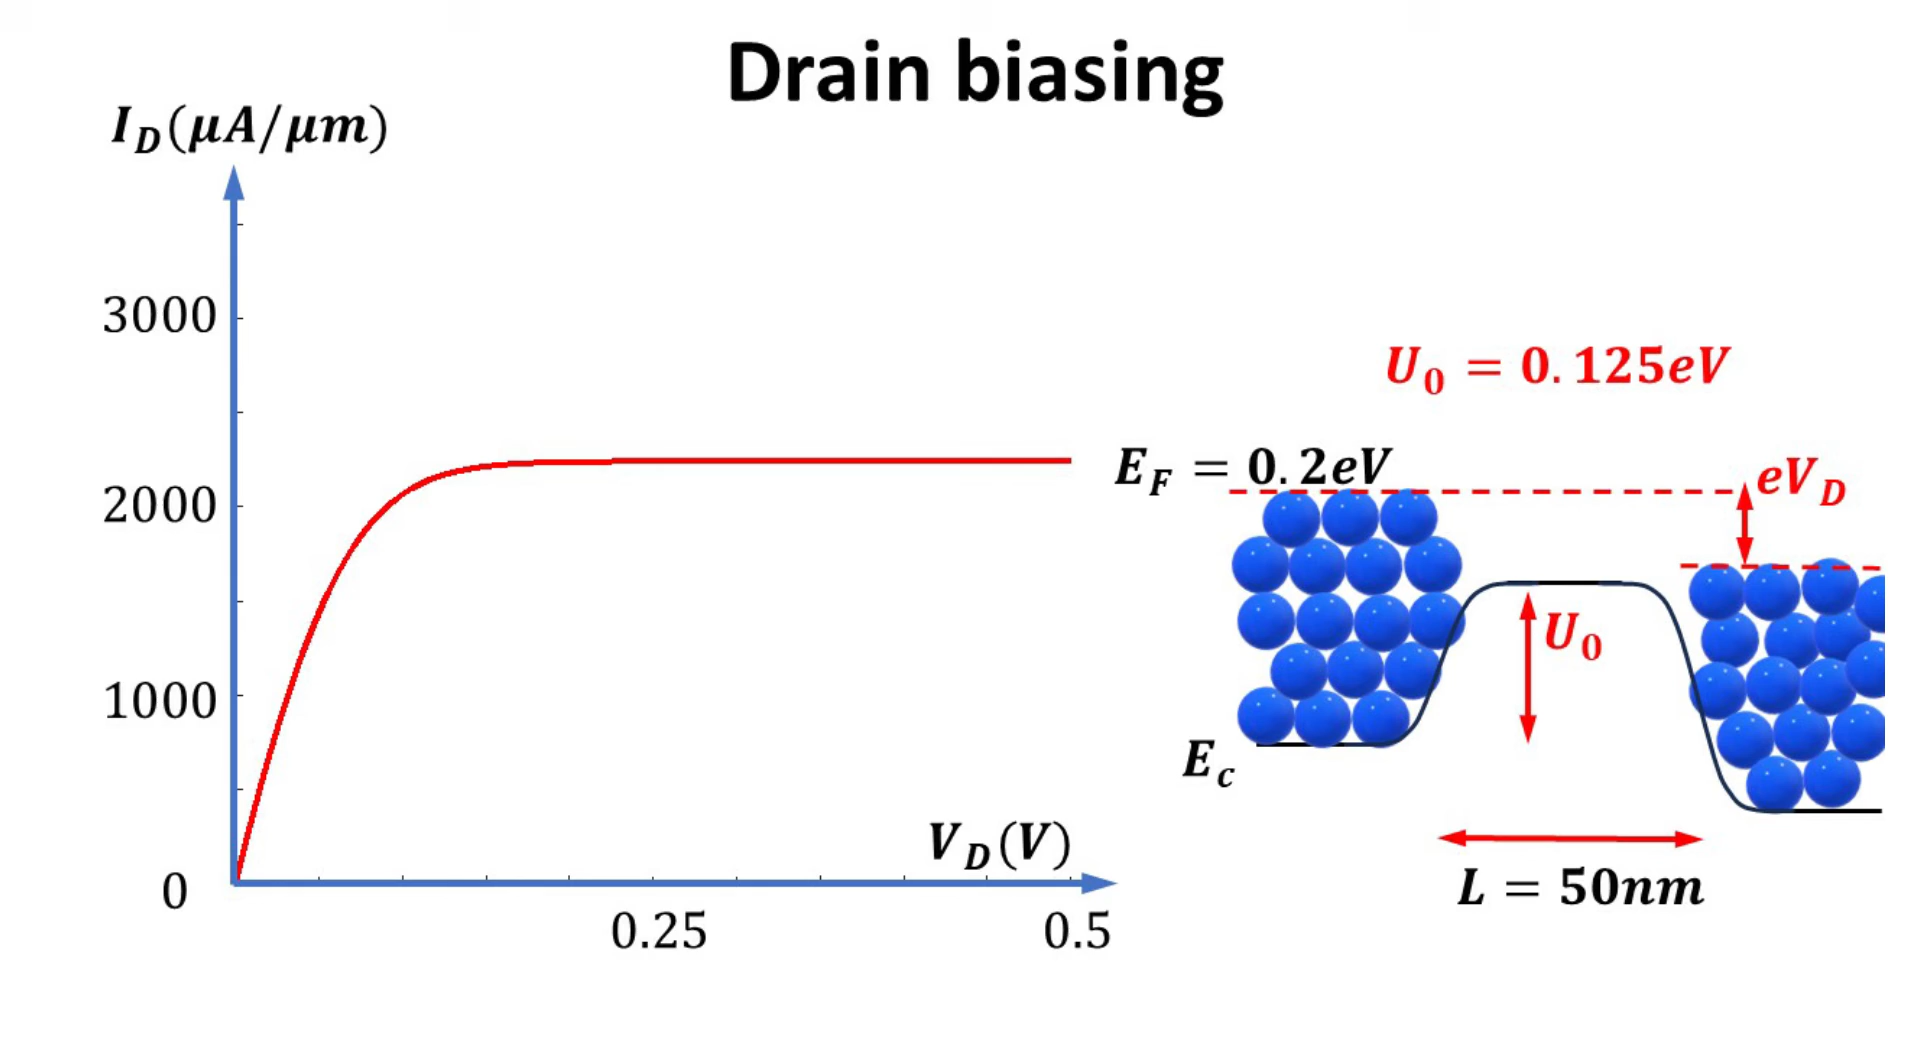 Drain biasing
I_D(μA/μm)
3000
2000
1000
0
V_D(V)
0.25
0.5
U_0 = 0.125eV
E_F = 0.2eV
eV_D
U_0
E_c
L = 50nm